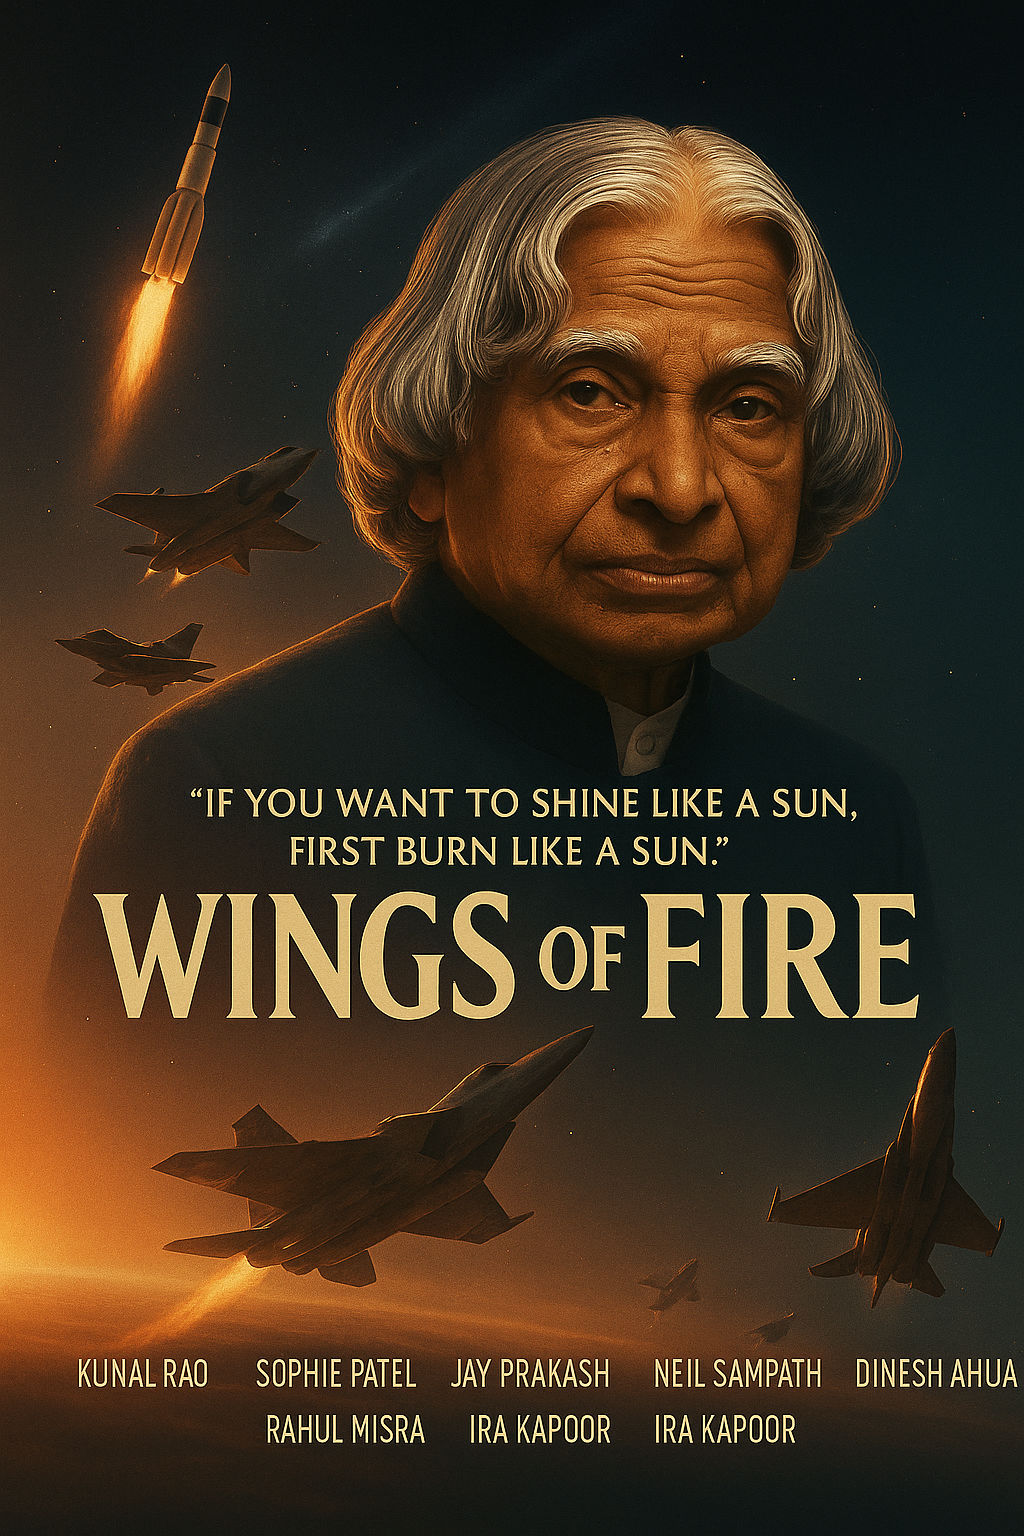 “IF YOU WANT TO SHINE LIKE A SUN,
FIRST BURN LIKE A SUN.”
WINGS OF FIRE
KUNAL RAO SOPHIE PATEL JAY PRAKASH NEIL SAMPATH DINESH AHUA
RAHUL MISRA IRA KAPOOR IRA KAPOOR